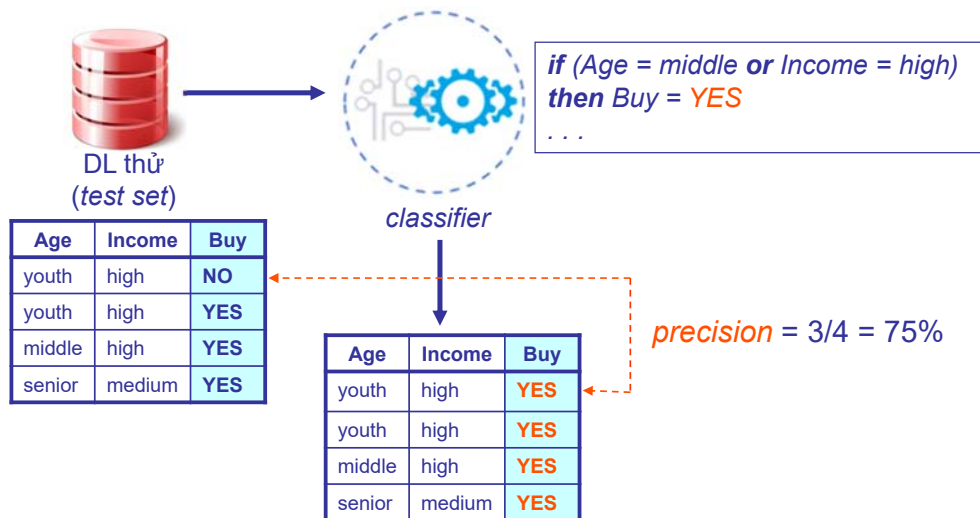 if (Age = middle or Income = high)
then Buy = YES
. . .
DL thử
(test set)
classifier
Age Income Buy
youth high NO
youth high YES
middle high YES
senior medium YES
precision = 3/4 = 75%
Age Income Buy
youth high YES
youth high YES
middle high YES
senior medium YES